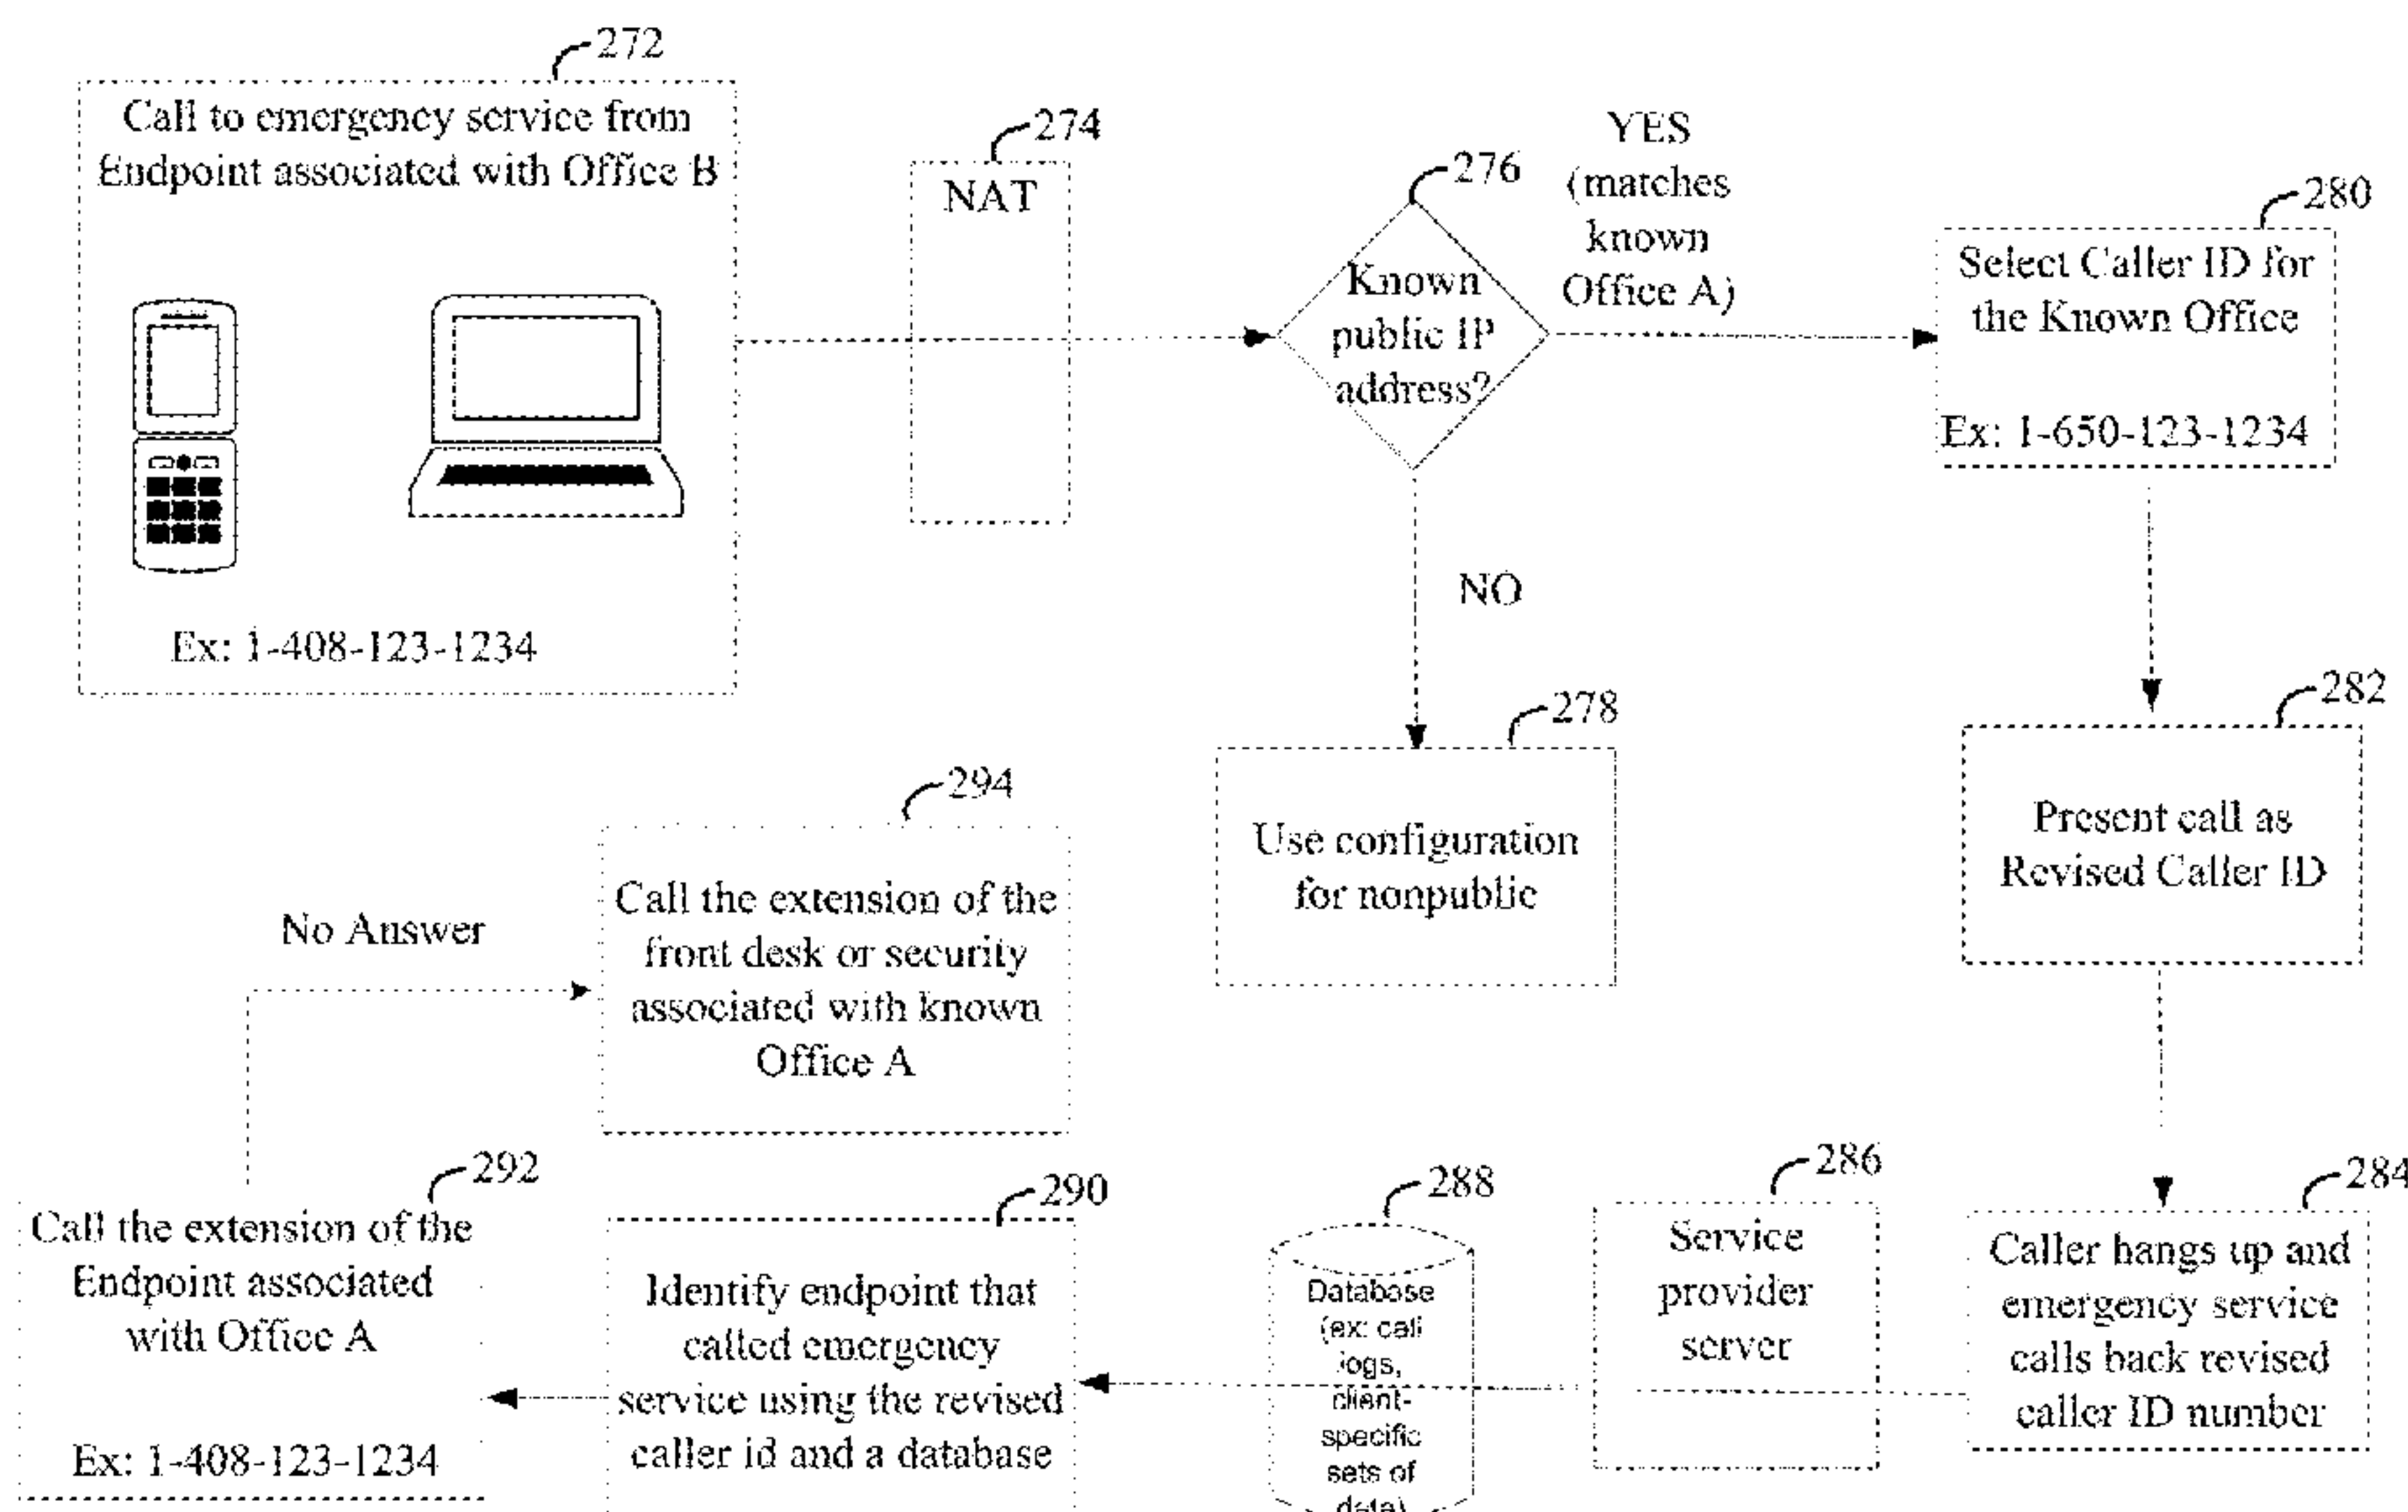 272
Call to emergency service from
Endpoint associated with Office B
Ex: 1-408-123-1234
274
NAT
276
Known
public IP
address?
YES
(matches
known
Office A)
280
Select Caller ID for
the Known Office
Ex: 1-650-123-1234
NO
278
Use configuration
for nonpublic
282
Present call as
Revised Caller ID
294
Call the extension of the
front desk or security
associated with known
Office A
No Answer
292
Call the extension of the
Endpoint associated
with Office A
Ex: 1-408-123-1234
290
Identify endpoint that
called emergency
service using the revised
caller id and a database
288
Database
(ex: call
logs,
client-
specific
sets of
data)
286
Service
provider
server
284
Caller hangs up and
emergency service
calls back revised
caller ID number